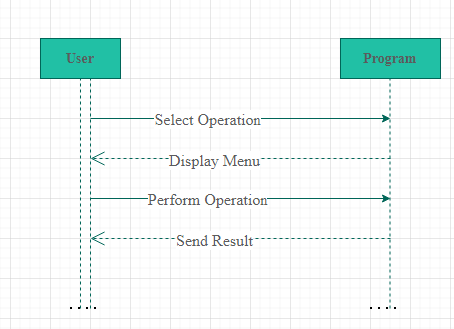 User
Program
Select Operation
Display Menu
Perform Operation
Send Result
.... ....